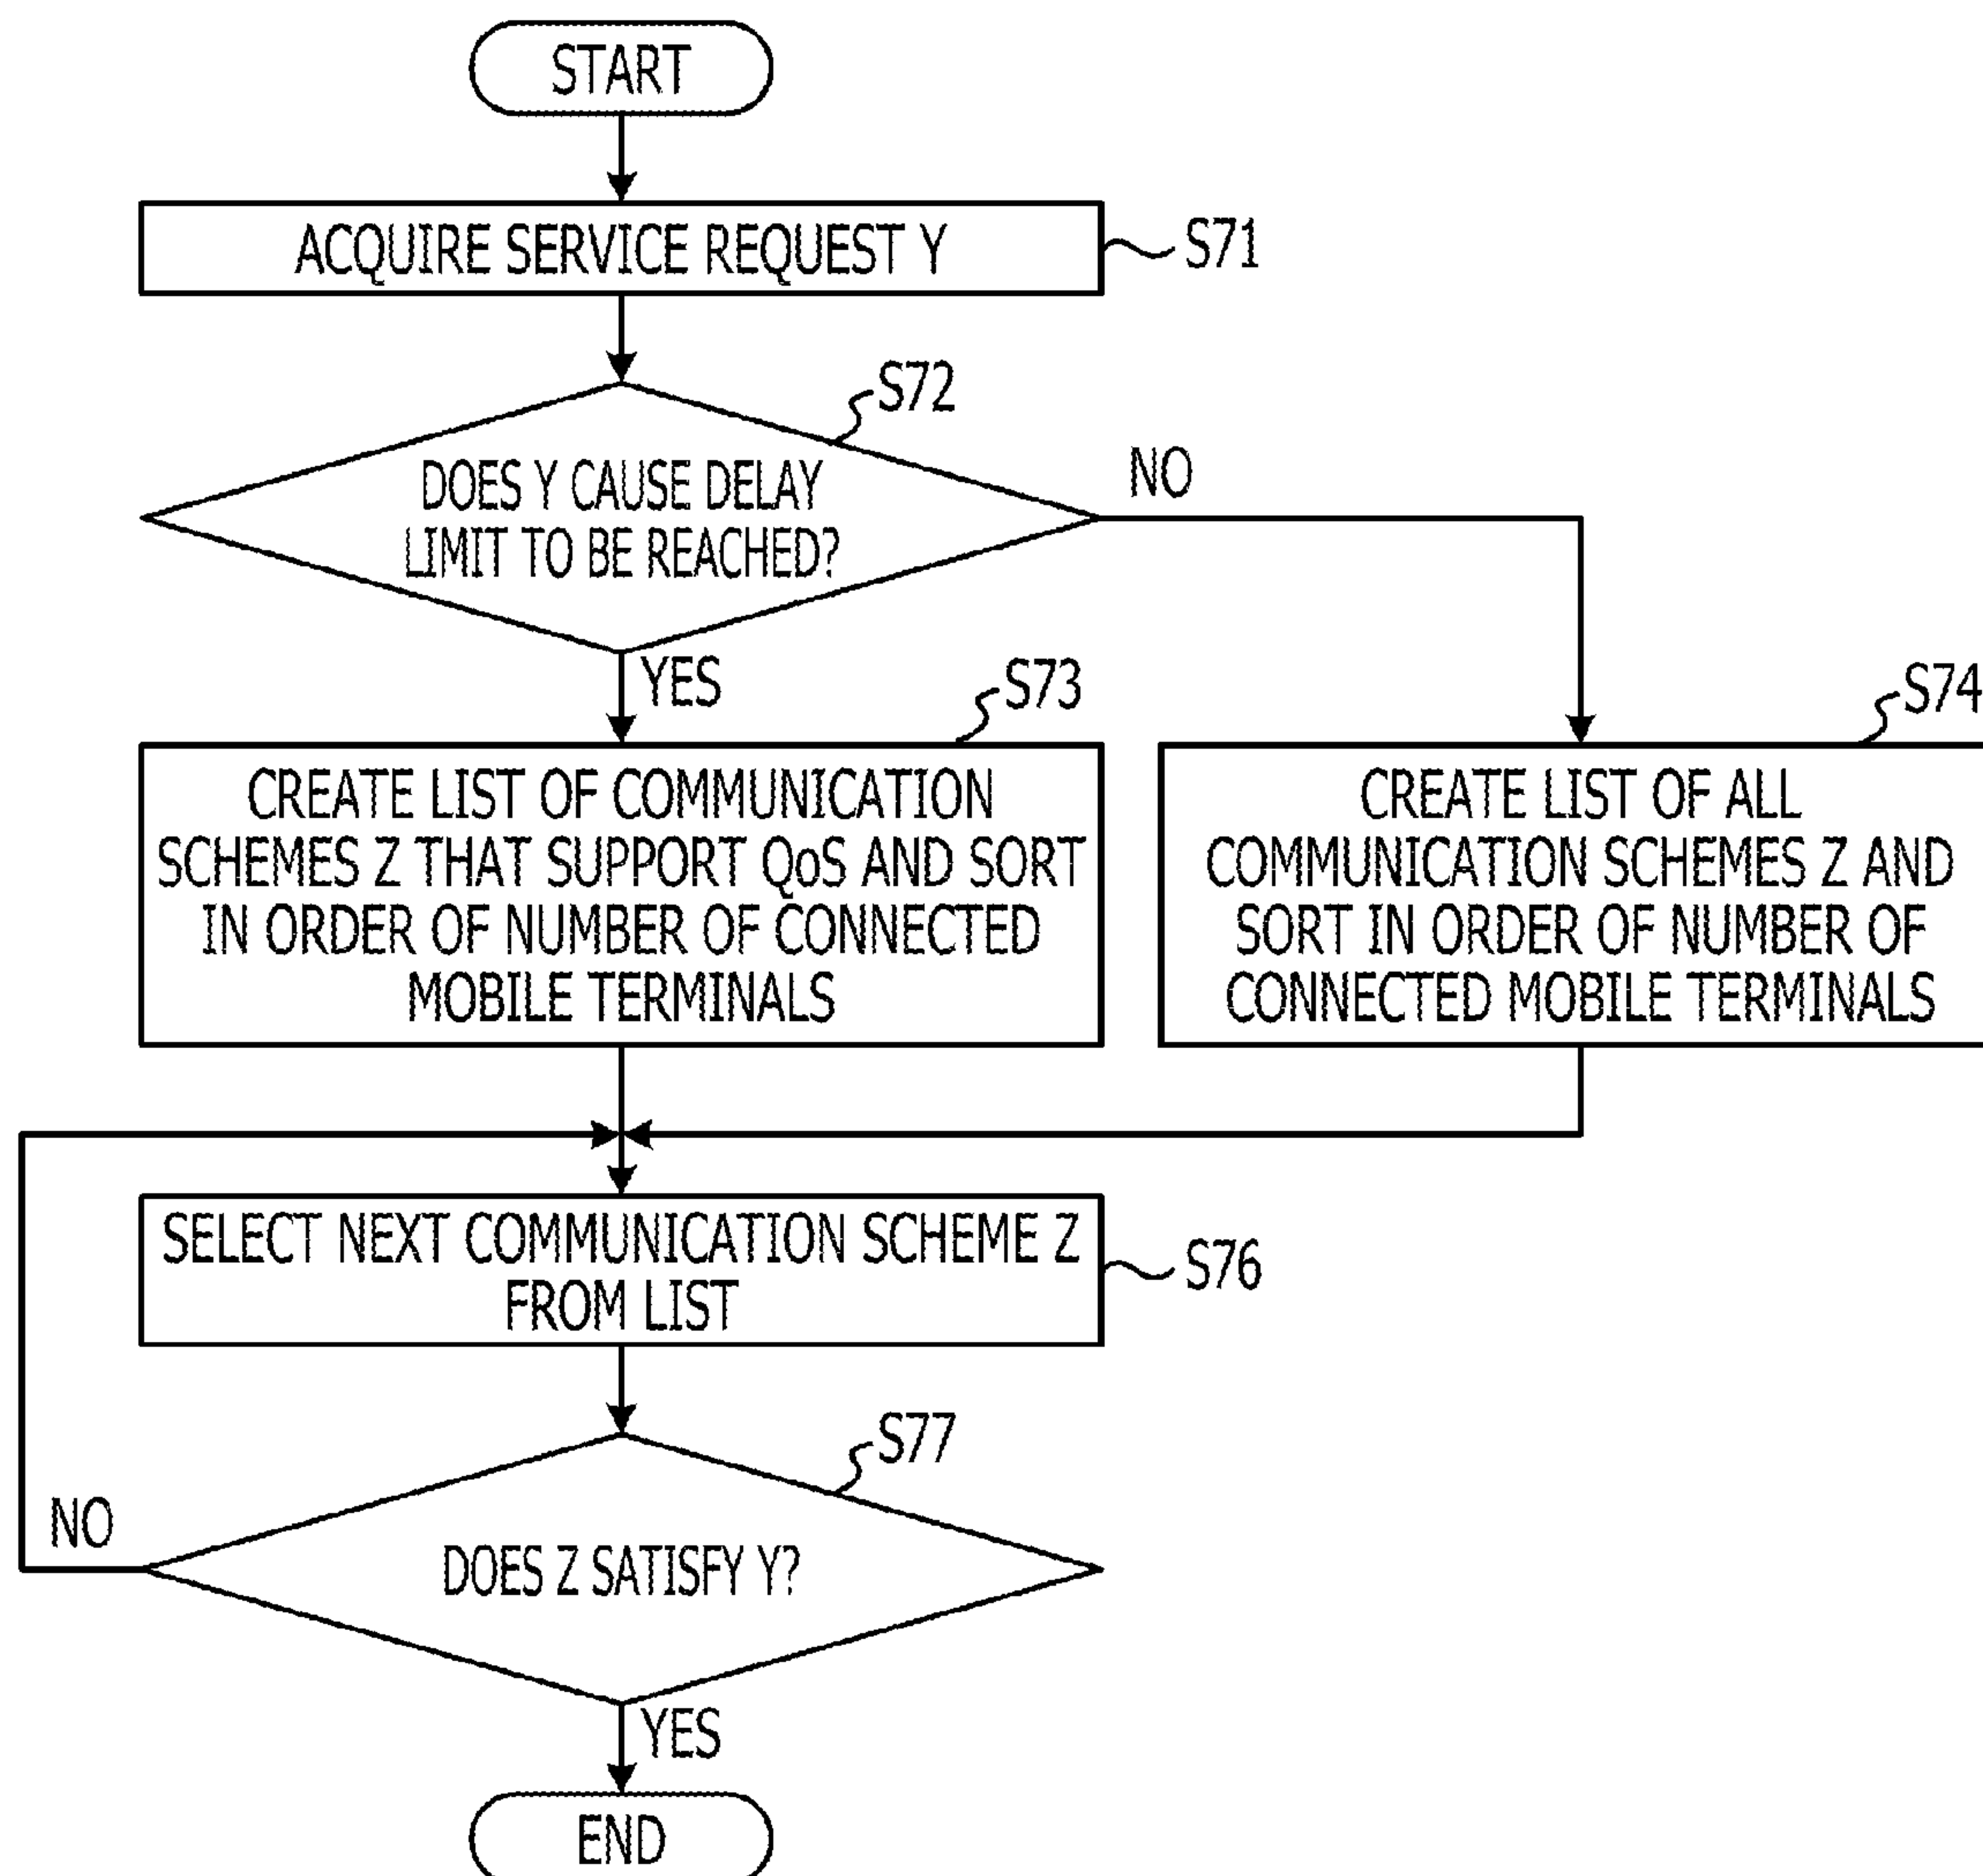 START
ACQUIRE SERVICE REQUEST Y
S71
S72
DOES Y CAUSE DELAY
LIMIT TO BE REACHED?
NO
YES
S73
CREATE LIST OF COMMUNICATION
SCHEMES Z THAT SUPPORT QoS AND SORT
IN ORDER OF NUMBER OF CONNECTED
MOBILE TERMINALS
S74
CREATE LIST OF ALL
COMMUNICATION SCHEMES Z AND
SORT IN ORDER OF NUMBER OF
CONNECTED MOBILE TERMINALS
SELECT NEXT COMMUNICATION SCHEME Z
FROM LIST
S76
S77
DOES Z SATISFY Y?
NO
YES
END